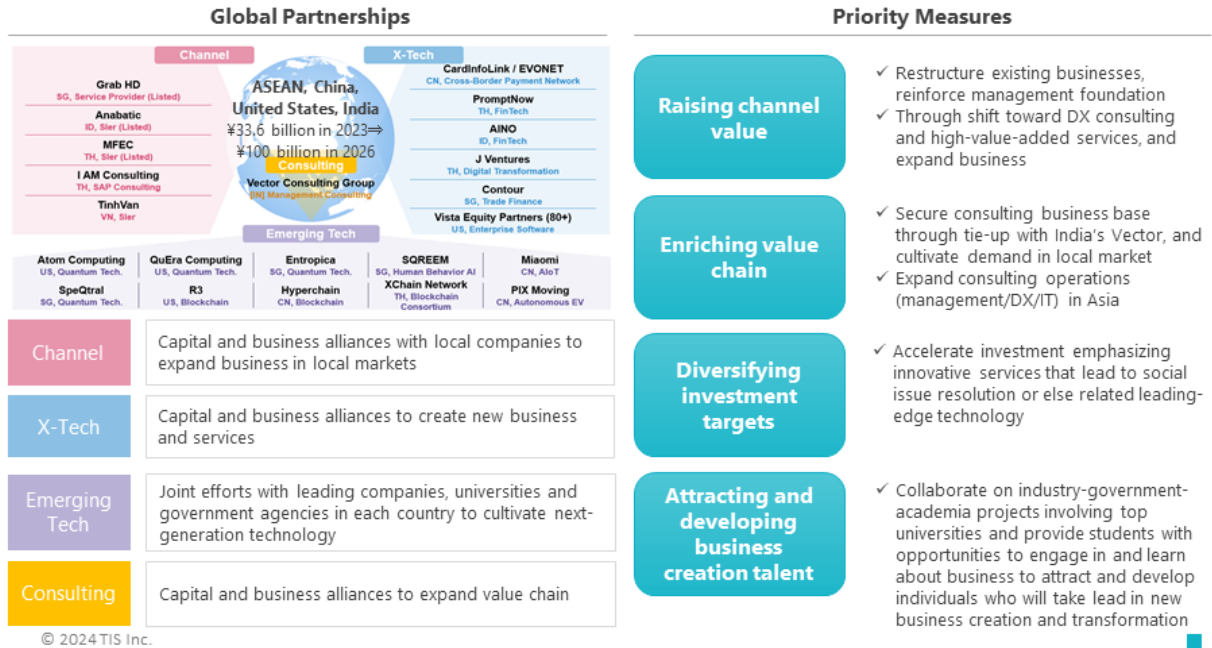 Global Partnerships
Channel
Grab HD
SG, Service Provider (Listed)
Anabatic
ID, SIer (Listed)
MFEC
TH, SIer (Listed)
I AM Consulting
TH, SAP Consulting
TinhVan
VN, SIer
ASEAN, China,
United States, India
¥33.6 billion in 2023⇒
¥100 billion in 2026
Consulting
Vector Consulting Group
[IN] Management Consulting
X-Tech
CardInfoLink / EVONET
CN, Cross-Border Payment Network
PromptNow
TH, FinTech
AINO
ID, FinTech
J Ventures
TH, Digital Transformation
Contour
SG, Trade Finance
Vista Equity Partners (80+)
US, Enterprise Software
Emerging Tech
Atom Computing
US, Quantum Tech.
QuEra Computing
US, Quantum Tech.
Entropica
SG, Quantum Tech.
SQREEM
SG, Human Behavior AI
Miaomi
CN, AIoT
SpeQtral
SG, Quantum Tech.
R3
US, Blockchain
Hyperchain
CN, Blockchain
XChain Network
TH, Blockchain
Consortium
PIX Moving
CN, Autonomous EV
Channel
Capital and business alliances with local companies to
expand business in local markets
X-Tech
Capital and business alliances to create new business
and services
Emerging
Tech
Joint efforts with leading companies, universities and
government agencies in each country to cultivate next-
generation technology
Consulting
Capital and business alliances to expand value chain
© 2024 TIS Inc.
Priority Measures
Raising channel
value
✓ Restructure existing businesses,
reinforce management foundation
✓ Through shift toward DX consulting
and high-value-added services, and
expand business
Enriching value
chain
✓ Secure consulting business base
through tie-up with India's Vector, and
cultivate demand in local market
✓ Expand consulting operations
(management/DX/IT) in Asia
Diversifying
investment
targets
✓ Accelerate investment emphasizing
innovative services that lead to social
issue resolution or else related leading-
edge technology
Attracting and
developing
business
creation talent
✓ Collaborate on industry-government-
academia projects involving top
universities and provide students with
opportunities to engage in and learn
about business to attract and develop
individuals who will take lead in new
business creation and transformation